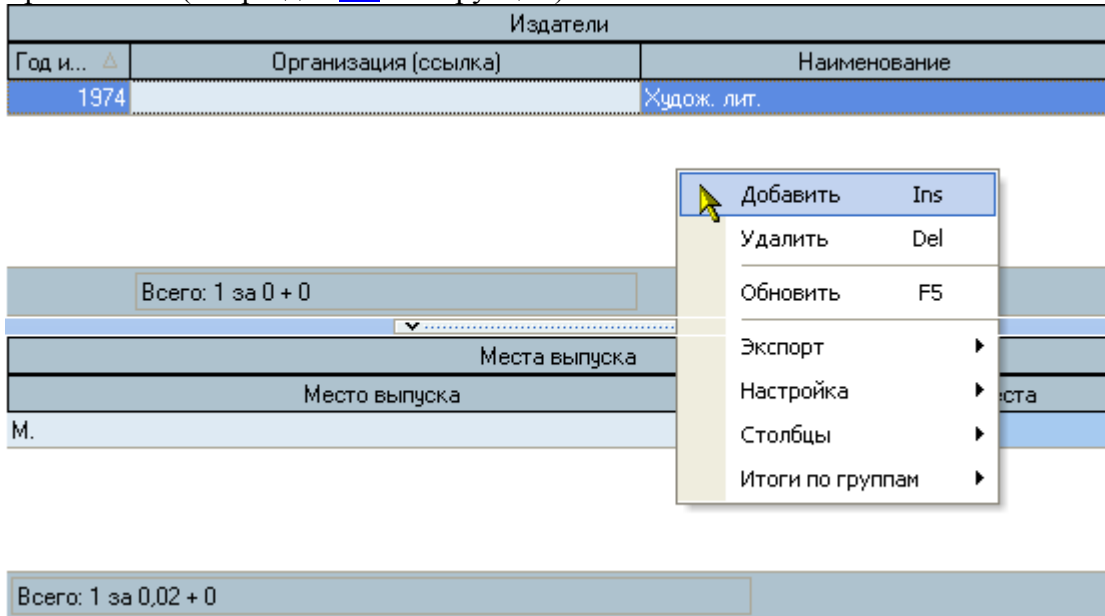 Издатели
Год и... Организация (ссылка) Наименование
1974 Худож. лит.
Добавить Ins
Удалить Del
Всего: 1 за 0 + 0
Обновить F5
Места выпуска
Экспорт
Место выпуска
Настройка
ста
М.
Столбцы
Итоги по группам
Всего: 1 за 0,02 + 0